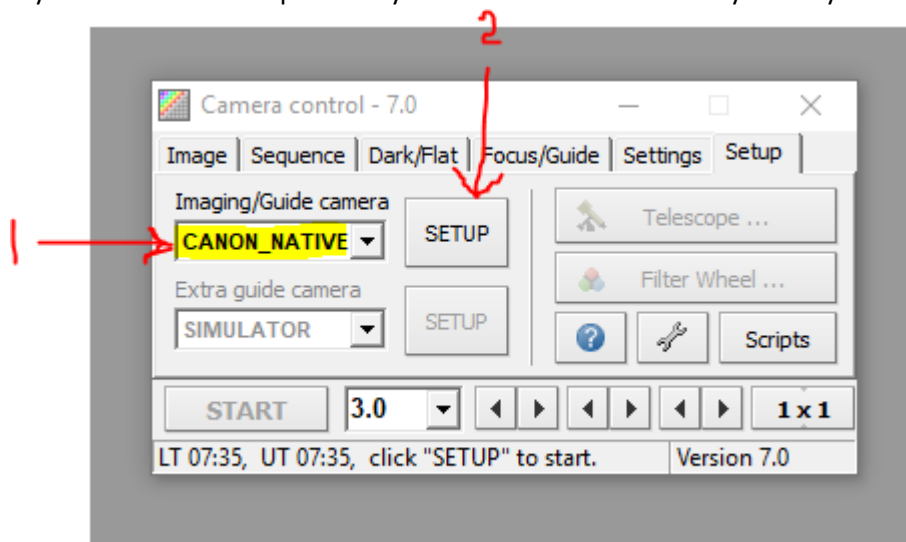 2
Camera control - 7.0
Image Sequence Dark/Flat Focus/Guide Settings Setup
Imaging/Guide camera
CANON_NATIVE SETUP Telescope ...
Extra guide camera Filter Wheel ...
SIMULATOR SETUP ? Scripts
START 3.0 1 x 1
LT 07:35, UT 07:35, click "SETUP" to start. Version 7.0
1